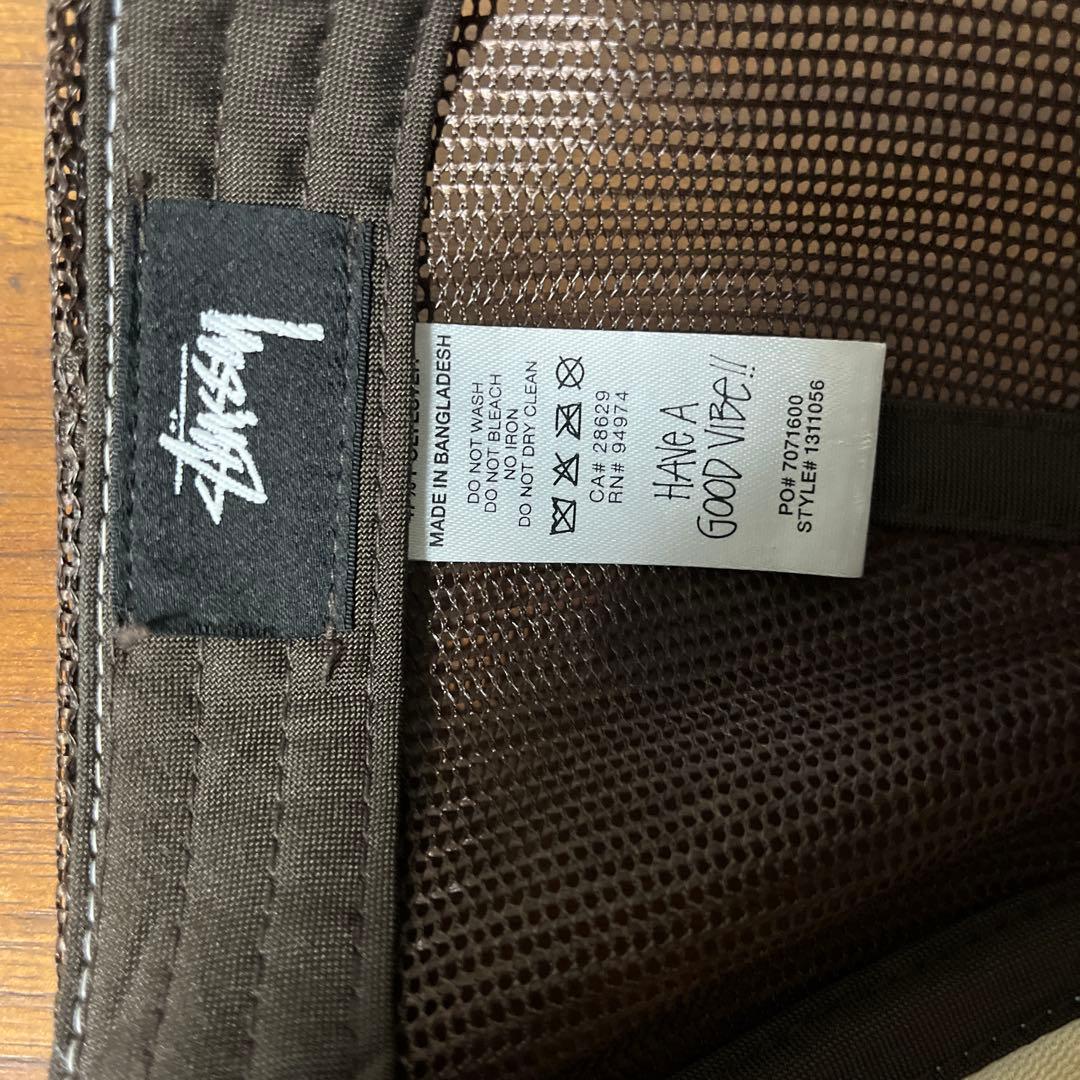 STÜSSY
MADE IN BANGLADESH
DO NOT WASH
DO NOT BLEACH
NO IRON
DO NOT DRY CLEAN
CA# 28629
RN# 94974
HAVE A
GOOD VIBE!!
PO# 7071600
STYLE# 1311056